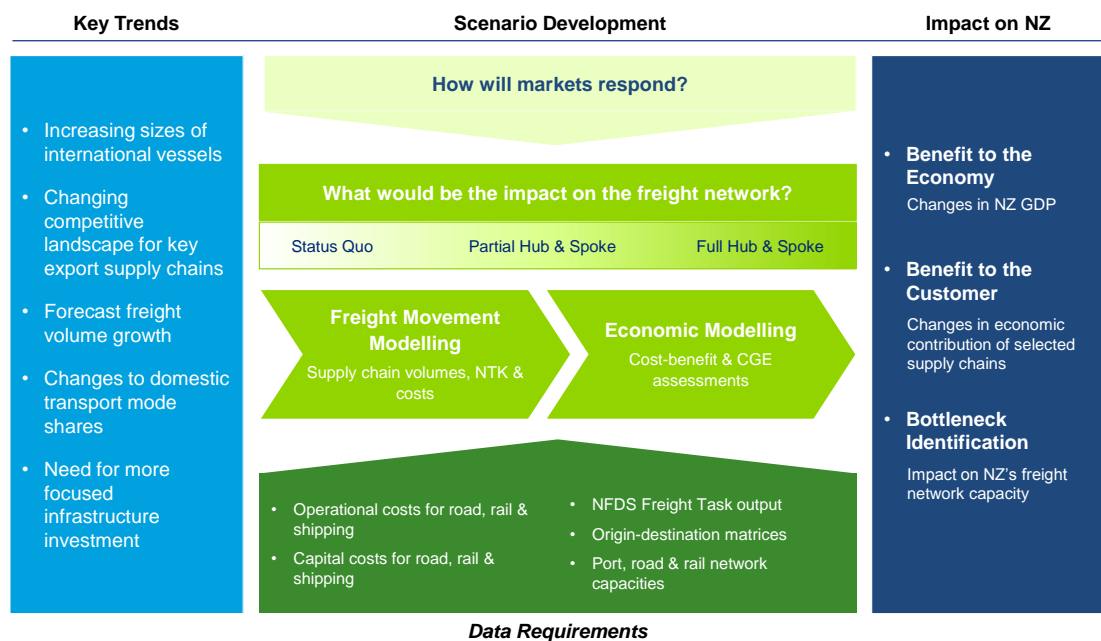 Key Trends
Scenario Development
Impact on NZ
• Increasing sizes of
international vessels
• Changing
competitive
landscape for key
export supply chains
• Forecast freight
volume growth
• Changes to domestic
transport mode
shares
• Need for more
focused
infrastructure
investment
How will markets respond?
What would be the impact on the freight network?
Status Quo
Partial Hub & Spoke
Full Hub & Spoke
Freight Movement
Modelling
Supply chain volumes, NTK &
costs
Economic Modelling
Cost-benefit & CGE
assessments
• Operational costs for road, rail &
shipping
• Capital costs for road, rail &
shipping
• NFDS Freight Task output
• Origin-destination matrices
• Port, road & rail network
capacities
Data Requirements
• Benefit to the
Economy
Changes in NZ GDP
• Benefit to the
Customer
Changes in economic
contribution of selected
supply chains
• Bottleneck
Identification
Impact on NZ's freight
network capacity